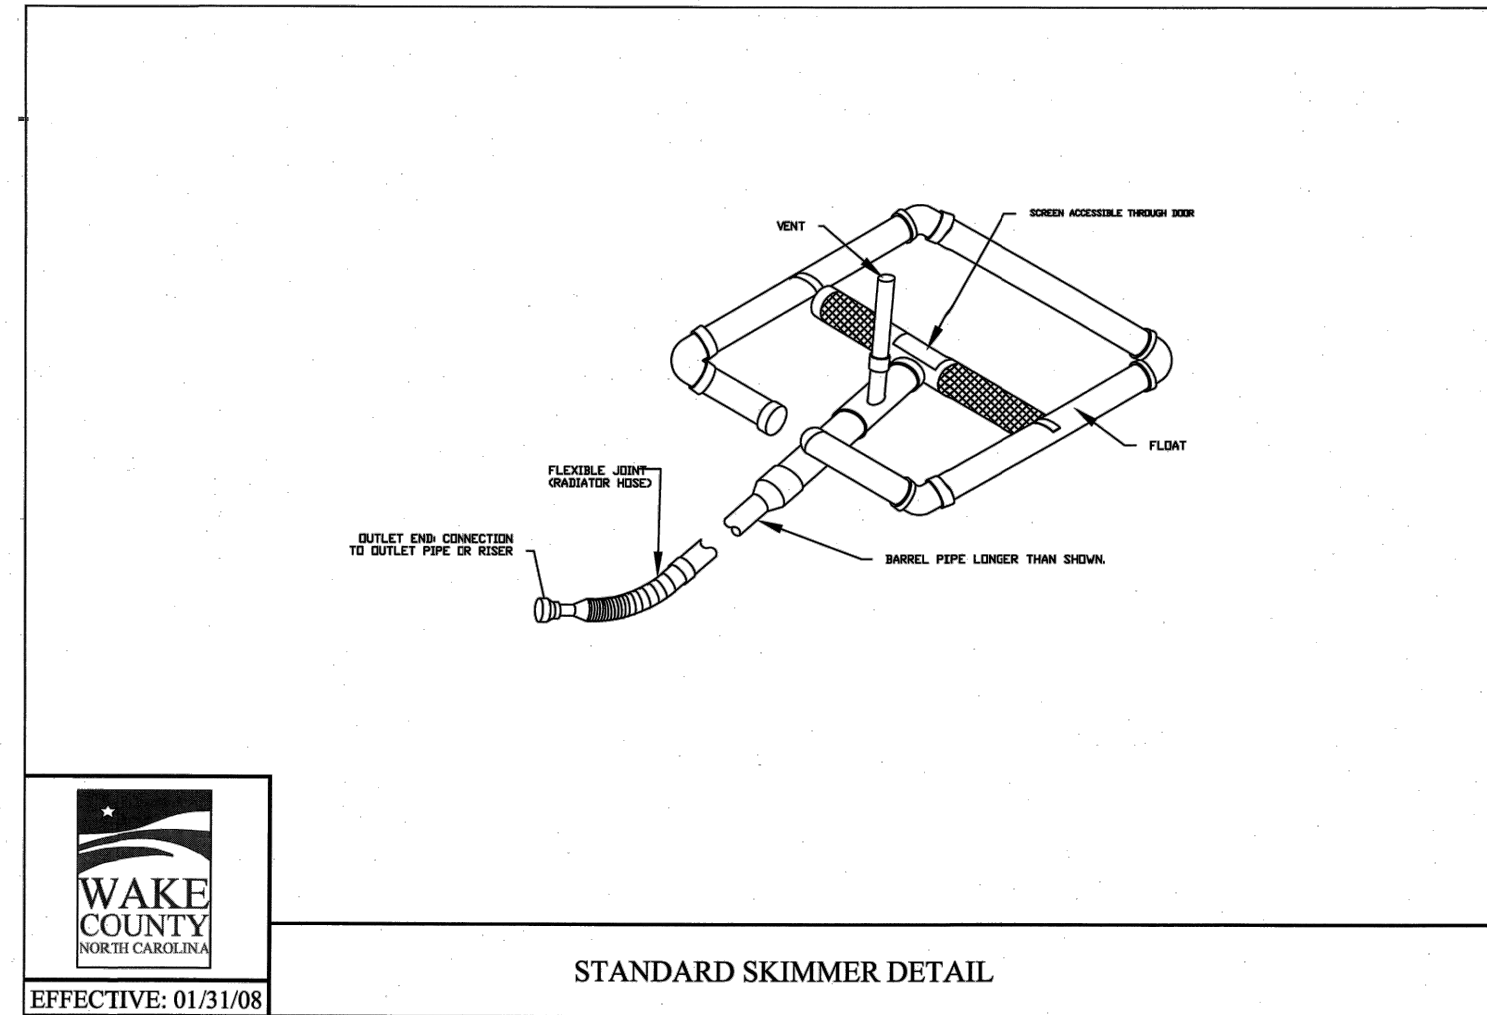 VENT
SCREEN ACCESSIBLE THROUGH DOOR
FLOAT
FLEXIBLE JOINT
(RADIATOR HOSE)
OUTLET END: CONNECTION
TO OUTLET PIPE OR RISER
BARREL PIPE LONGER THAN SHOWN.
WAKE
COUNTY
NORTH CAROLINA
EFFECTIVE: 01/31/08
STANDARD SKIMMER DETAIL